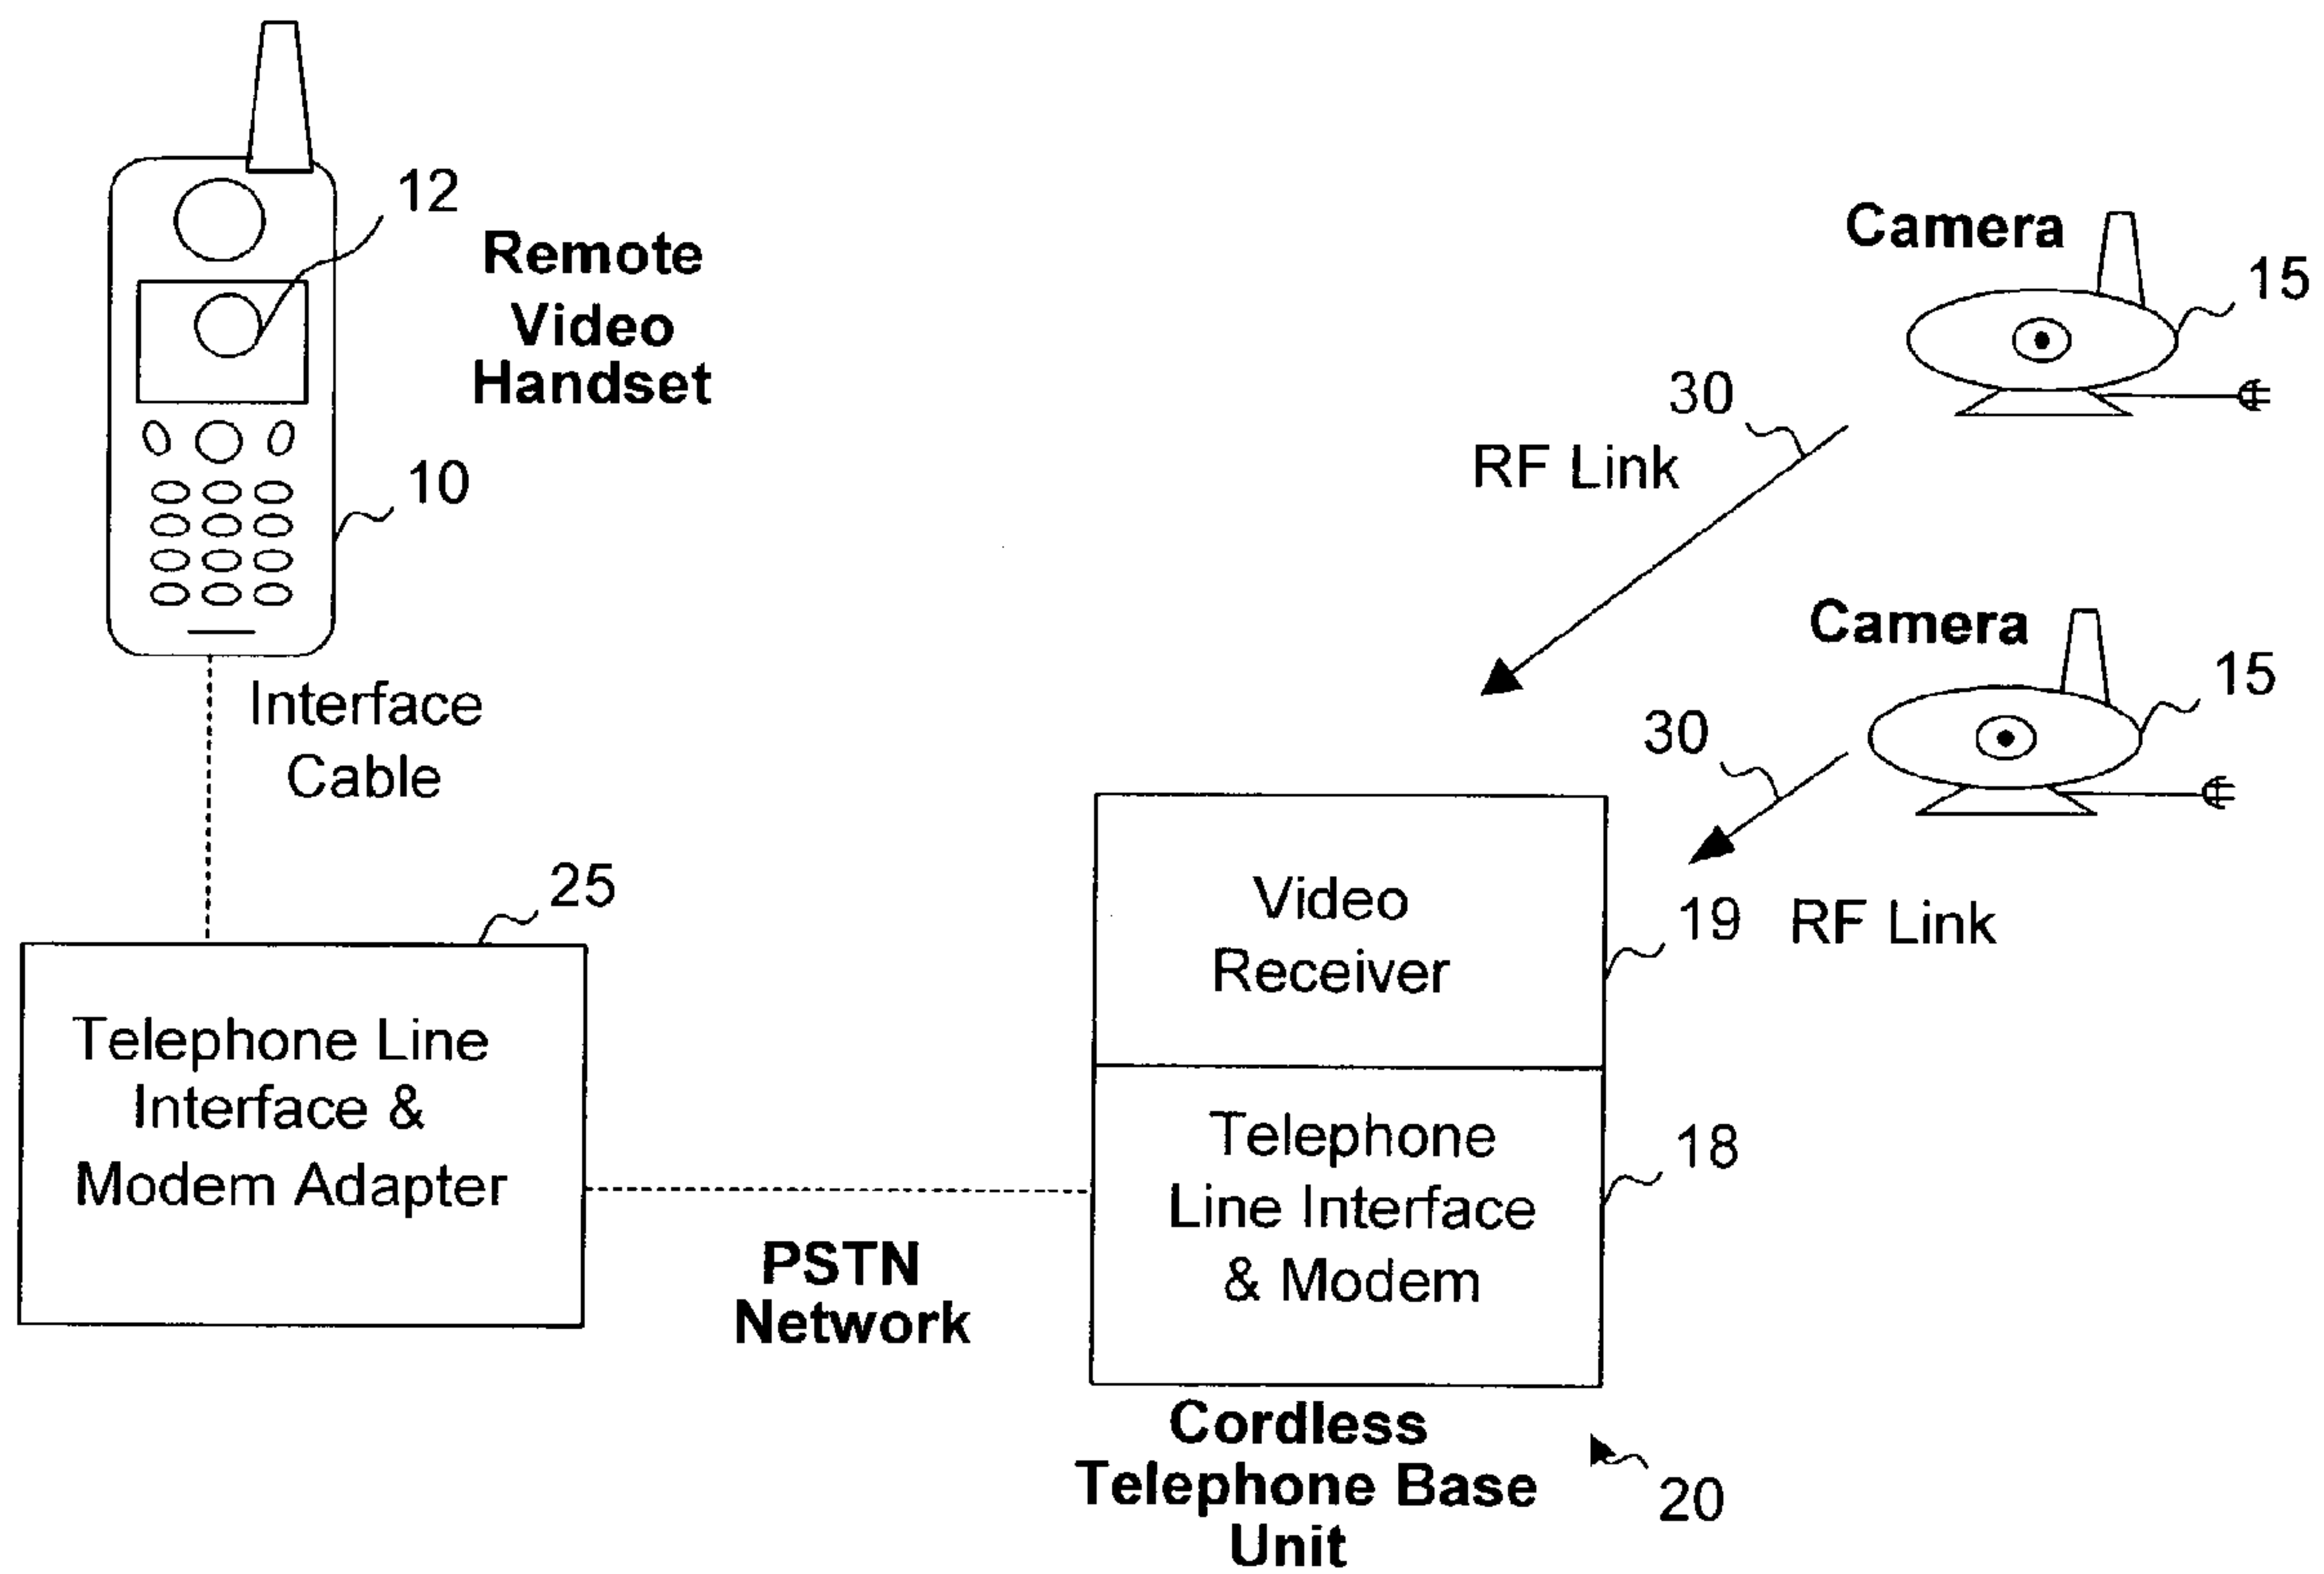 12
Remote
Video
Handset
10
Interface
Cable
25
Telephone Line
Interface &
Modem Adapter
PSTN
Network
Camera
15
30
RF Link
Camera
15
30
RF Link
Video
Receiver
19
Telephone
Line Interface
& Modem
18
Cordless
Telephone Base
Unit
20